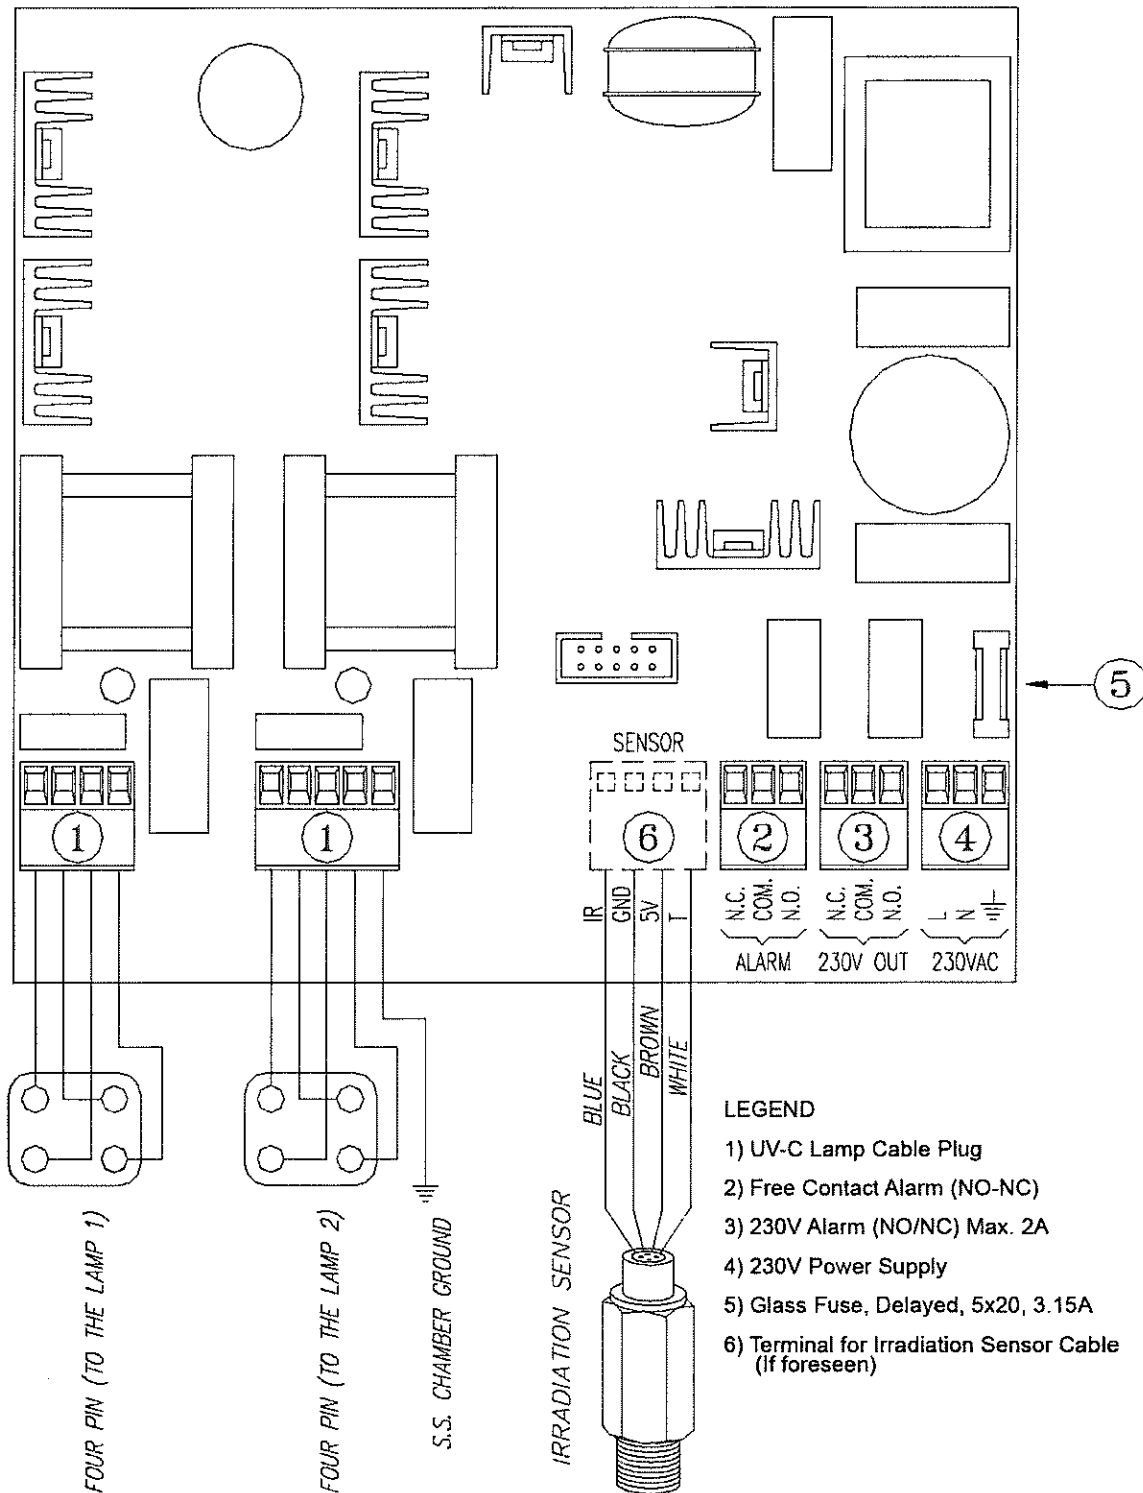 5
SENSOR
1
1
6
2
3
4
IR
GND
5V
T
N.C.
COM.
N.O.
N.C.
COM.
N.O.
L
N
ALARM
230V OUT
230VAC
BLUE
BLACK
BROWN
WHITE
FOUR PIN (TO THE LAMP 1)
FOUR PIN (TO THE LAMP 2)
S.S. CHAMBER GROUND
IRRADIATION SENSOR
LEGEND
1) UV-C Lamp Cable Plug
2) Free Contact Alarm (NO-NC)
3) 230V Alarm (NO/NC) Max. 2A
4) 230V Power Supply
5) Glass Fuse, Delayed, 5x20, 3.15A
6) Terminal for Irradiation Sensor Cable
(If foreseen)